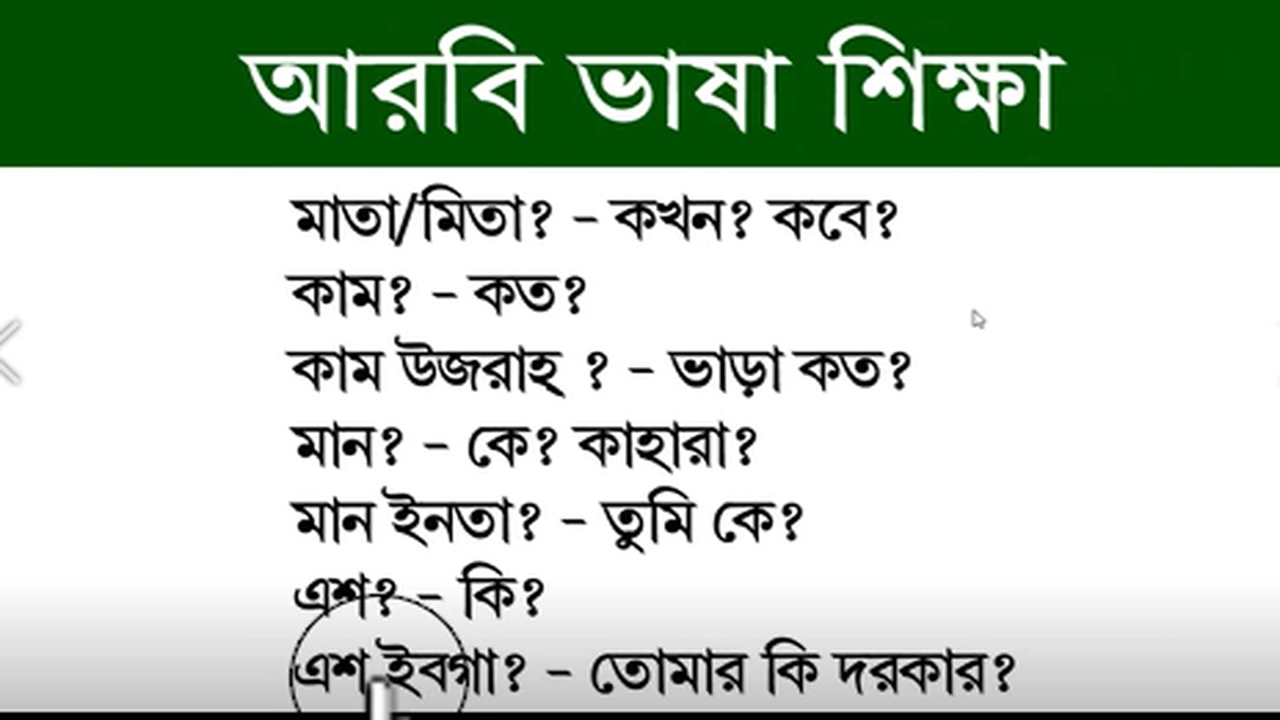 আরবি ভাষা শিক্ষা
মাতা/মিতা? – কখন? কবে?
কাম? – কত?
কাম উজরাহ্ ? – ভাড়া কত?
মান? – কে? কাহারা?
মান ইনতা? – তুমি কে?
এশ? – কি?
এশ ইবগা? – তোমার কি দরকার?